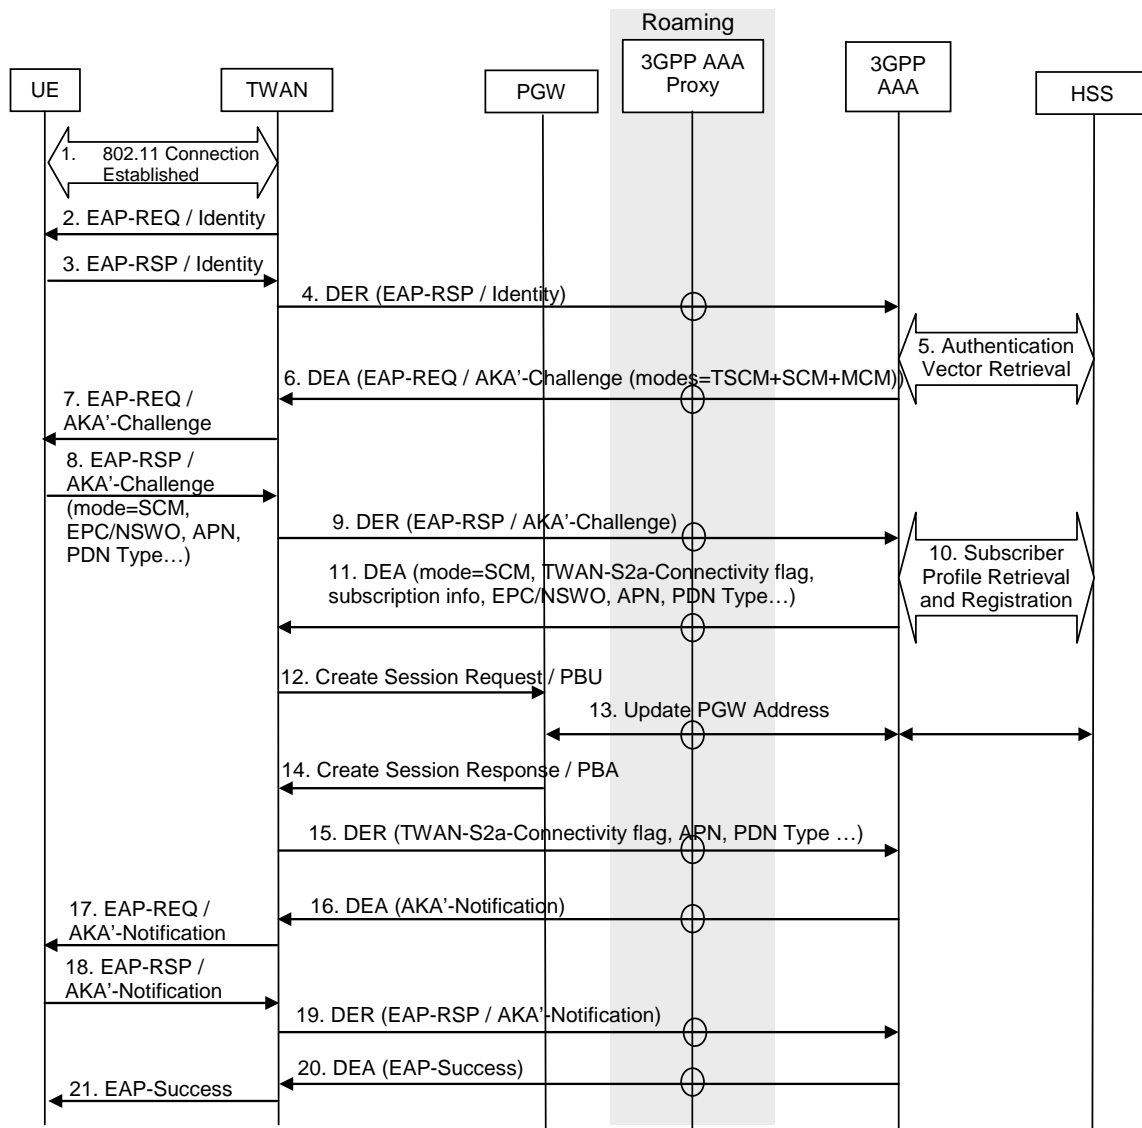 Roaming
UE
TWAN
PGW
3GPP AAA
Proxy
3GPP
AAA
HSS
1. 802.11 Connection
Established
2. EAP-REQ / Identity
3. EAP-RSP / Identity
4. DER (EAP-RSP / Identity)
5. Authentication
Vector Retrieval
6. DEA (EAP-REQ / AKA'-Challenge (modes=TSCM+SCM+MCM))
7. EAP-REQ /
AKA'-Challenge
8. EAP-RSP /
AKA'-Challenge
(mode=SCM,
EPC/NSWO, APN,
PDN Type…)
9. DER (EAP-RSP / AKA'-Challenge)
10. Subscriber
Profile Retrieval
and Registration
11. DEA (mode=SCM, TWAN-S2a-Connectivity flag,
subscription info, EPC/NSWO, APN, PDN Type…)
12. Create Session Request / PBU
13. Update PGW Address
14. Create Session Response / PBA
15. DER (TWAN-S2a-Connectivity flag, APN, PDN Type …)
16. DEA (AKA'-Notification)
17. EAP-REQ /
AKA'-Notification
18. EAP-RSP /
AKA'-Notification
19. DER (EAP-RSP / AKA'-Notification)
20. DEA (EAP-Success)
21. EAP-Success